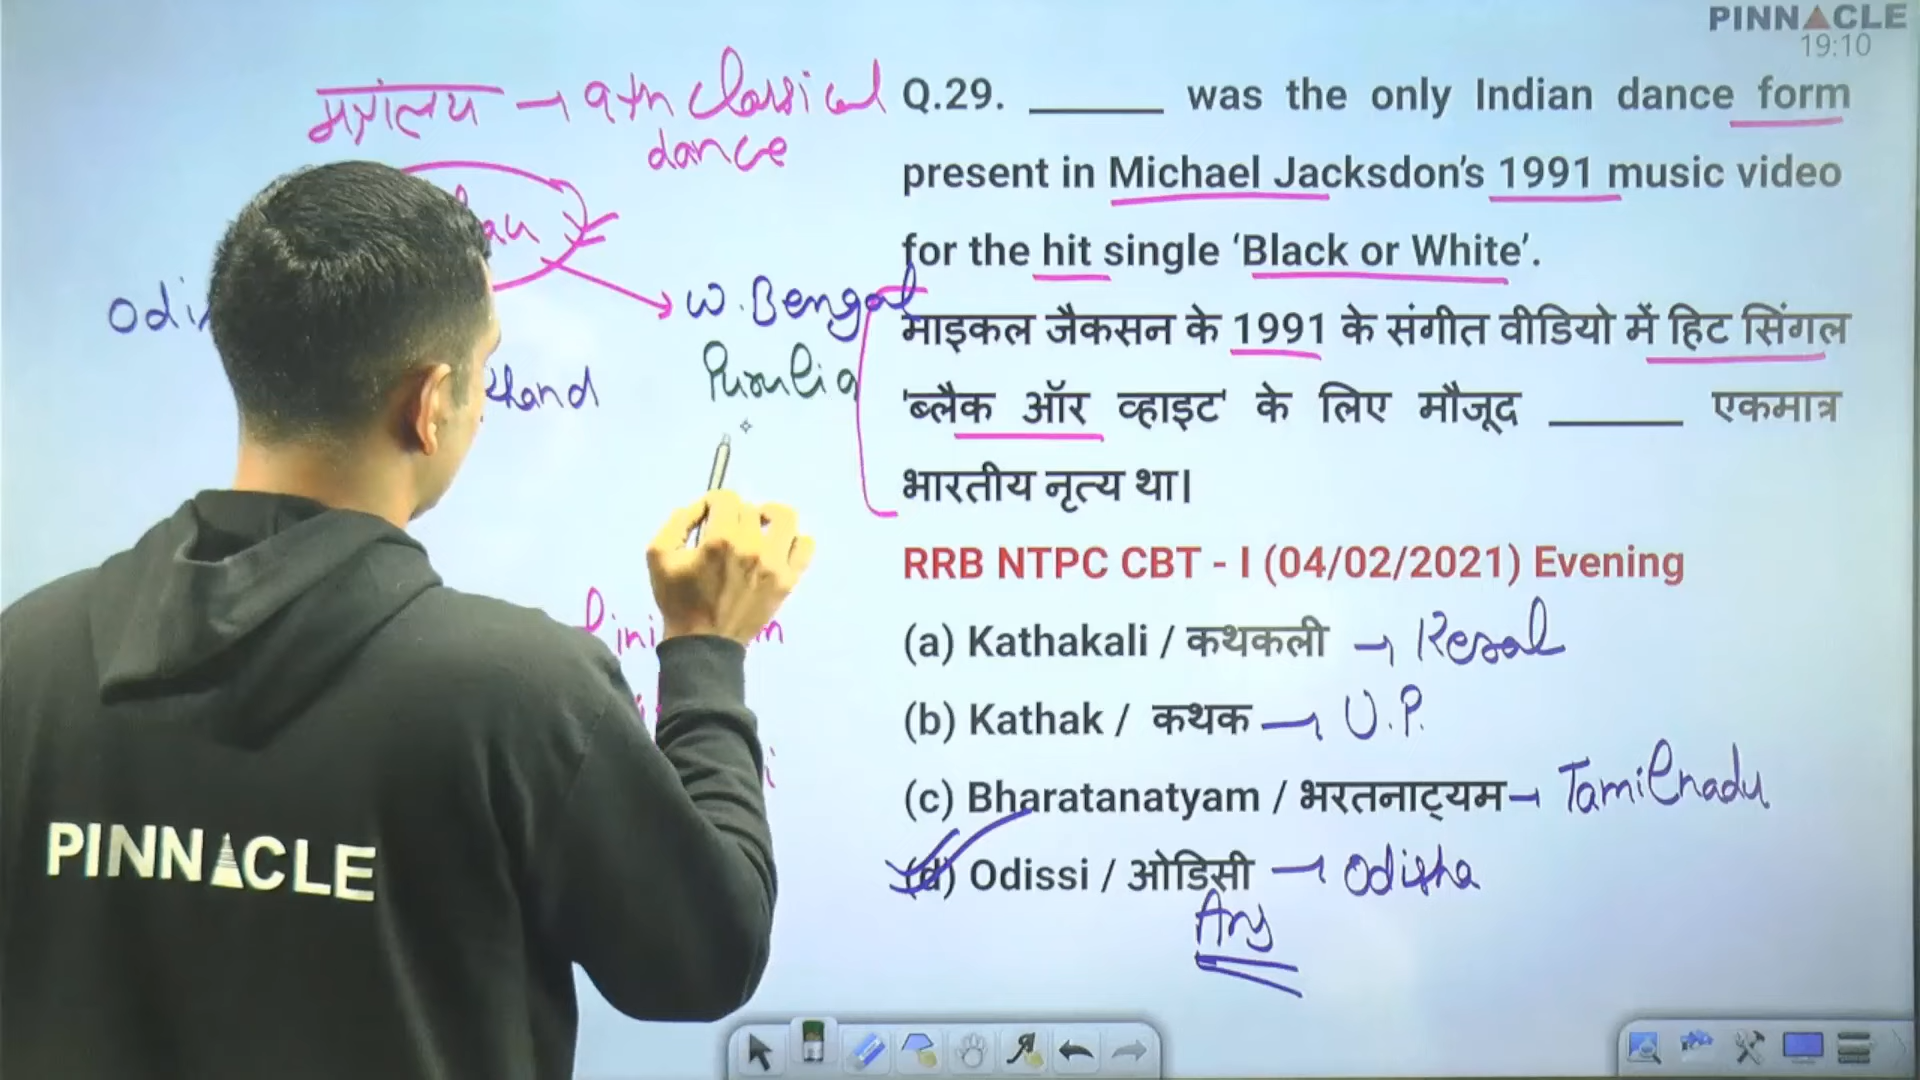 PINNACLE
19:10
मंत्रालय → 9th Classical
dance
W. Bengal
Purulia
Q.29. ______ was the only Indian dance form
present in Michael Jacksdon's 1991 music video
for the hit single 'Black or White'.
माइकल जैकसन के 1991 के संगीत वीडियो में हिट सिंगल
'ब्लैक ऑर व्हाइट' के लिए मौजूद ______ एकमात्र
भारतीय नृत्य था।
RRB NTPC CBT - I (04/02/2021) Evening
(a) Kathakali / कथकली → Keral
(b) Kathak / कथक → U.P.
(c) Bharatanatyam / भरतनाट्यम → Tamilnadu
(d) Odissi / ओडिसी → Odisha
Ans
PINNACLE